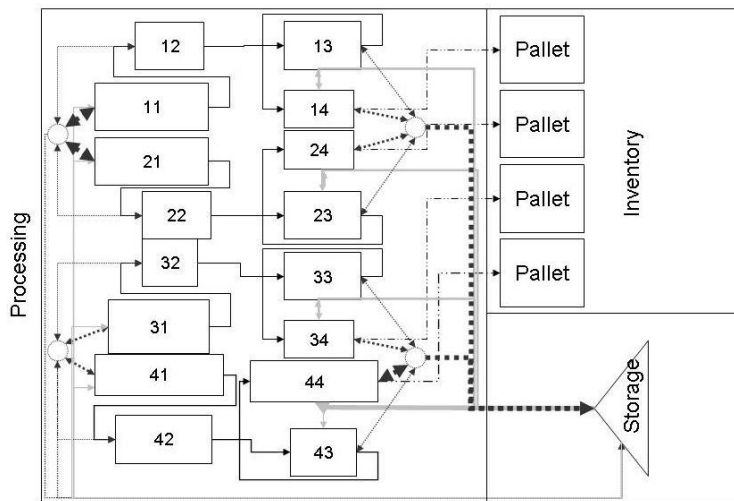 12
13
Pallet
11
14
Pallet
24
21
Pallet
22
23
32
33
Pallet
31
34
41
44
42
43
Processing
Inventory
Storage